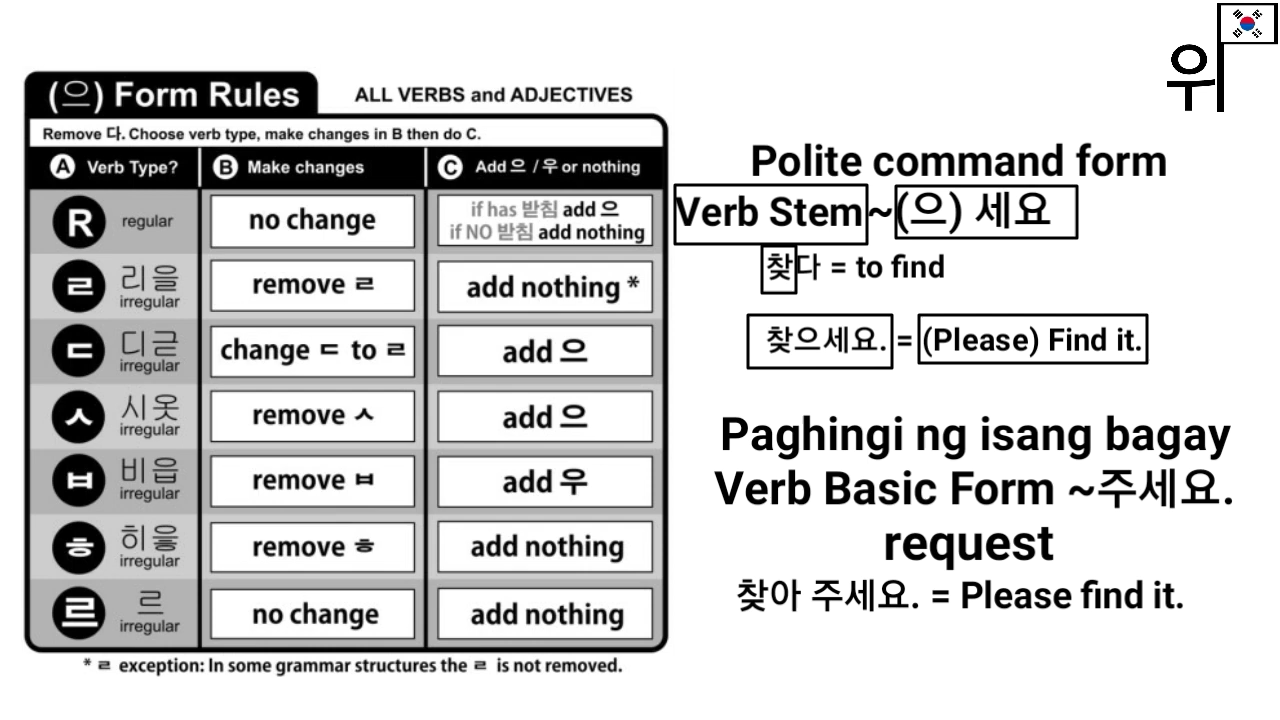 위
(으) Form Rules
ALL VERBS and ADJECTIVES
Remove 다. Choose verb type, make changes in B then do C.
A Verb Type?
B Make changes
C Add 으 / 우 or nothing
R regular
no change
if has 받침 add 으
if NO 받침 add nothing
ㄹ 리을
irregular
remove ㄹ
add nothing *
ㄷ 디귿
irregular
change ㄷ to ㄹ
add 으
ㅅ 시옷
irregular
remove ㅅ
add 으
ㅂ 비읍
irregular
remove ㅂ
add 우
ㅎ 히읗
irregular
remove ㅎ
add nothing
르 르
irregular
no change
add nothing
* ㄹ exception: In some grammar structures the ㄹ is not removed.
Polite command form
Verb Stem~(으) 세요
찾다 = to find
찾으세요. = (Please) Find it.
Paghingi ng isang bagay
Verb Basic Form ~주세요.
request
찾아 주세요. = Please find it.